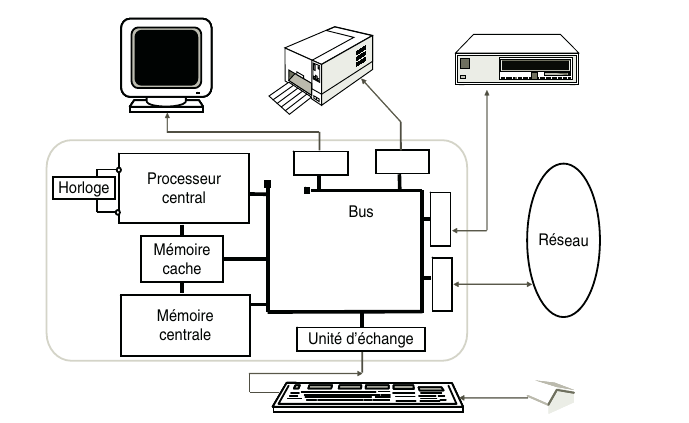 Horloge
Processeur
central
Bus
Mémoire
cache
Réseau
Mémoire
centrale
Unité d'échange